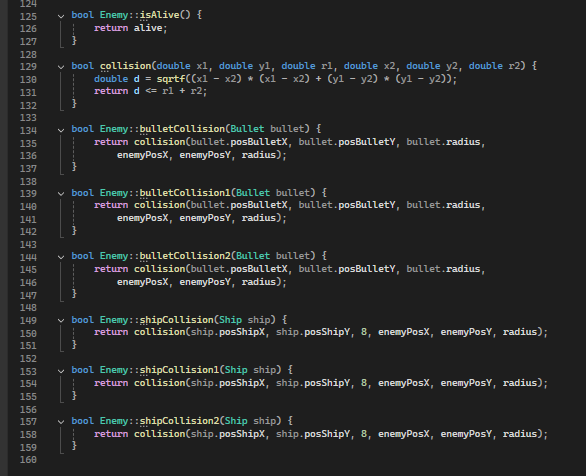 124
125 bool Enemy::isAlive() {
126     return alive;
127 }
128
129 bool collision(double x1, double y1, double r1, double x2, double y2, double r2) {
130     double d = sqrtf((x1 - x2) * (x1 - x2) + (y1 - y2) * (y1 - y2));
131     return d <= r1 + r2;
132 }
133
134 bool Enemy::bulletCollision(Bullet bullet) {
135     return collision(bullet.posBulletX, bullet.posBulletY, bullet.radius,
136         enemyPosX, enemyPosY, radius);
137 }
138
139 bool Enemy::bulletCollision1(Bullet bullet) {
140     return collision(bullet.posBulletX, bullet.posBulletY, bullet.radius,
141         enemyPosX, enemyPosY, radius);
142 }
143
144 bool Enemy::bulletCollision2(Bullet bullet) {
145     return collision(bullet.posBulletX, bullet.posBulletY, bullet.radius,
146         enemyPosX, enemyPosY, radius);
147 }
148
149 bool Enemy::shipCollision(Ship ship) {
150     return collision(ship.posShipX, ship.posShipY, 8, enemyPosX, enemyPosY, radius);
151 }
152
153 bool Enemy::shipCollision1(Ship ship) {
154     return collision(ship.posShipX, ship.posShipY, 8, enemyPosX, enemyPosY, radius);
155 }
156
157 bool Enemy::shipCollision2(Ship ship) {
158     return collision(ship.posShipX, ship.posShipY, 8, enemyPosX, enemyPosY, radius);
159 }
160